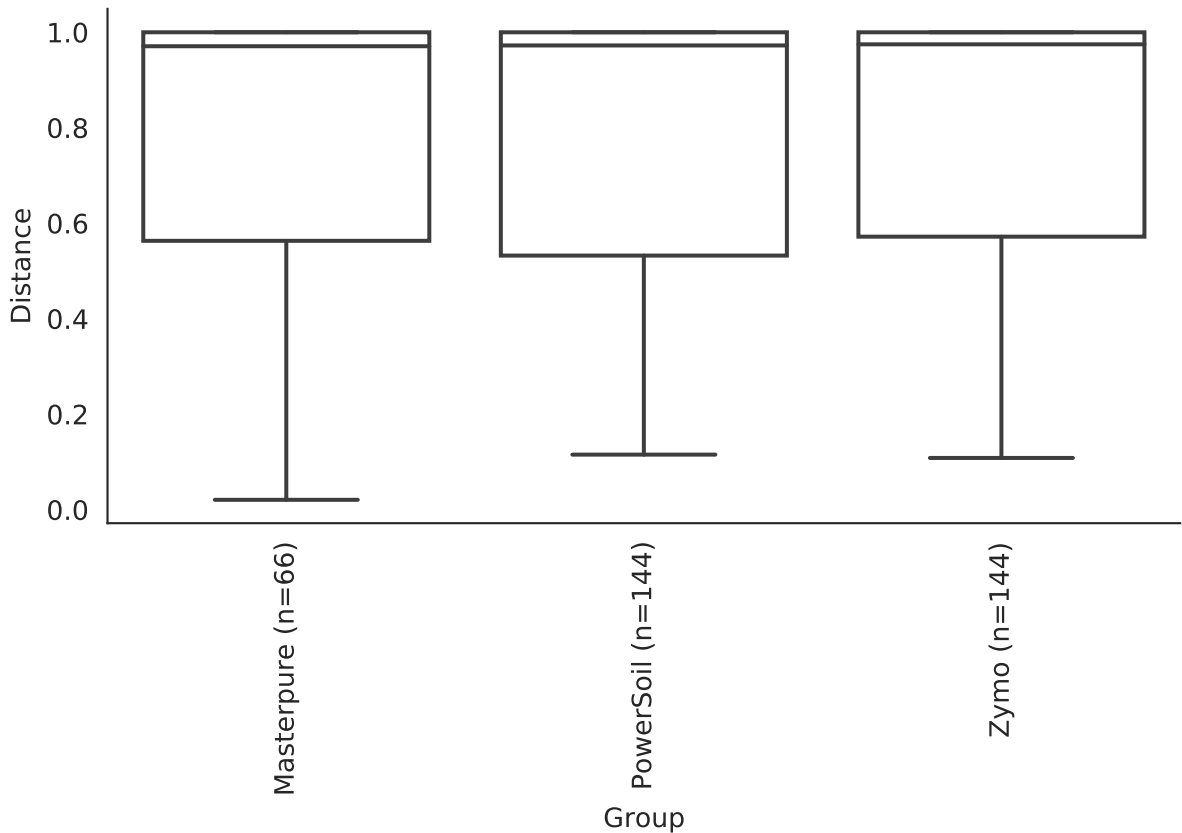 1.0
0.8
0.6
0.4
0.2
0.0
Distance
Masterpure (n=66)
PowerSoil (n=144)
Zymo (n=144)
Group